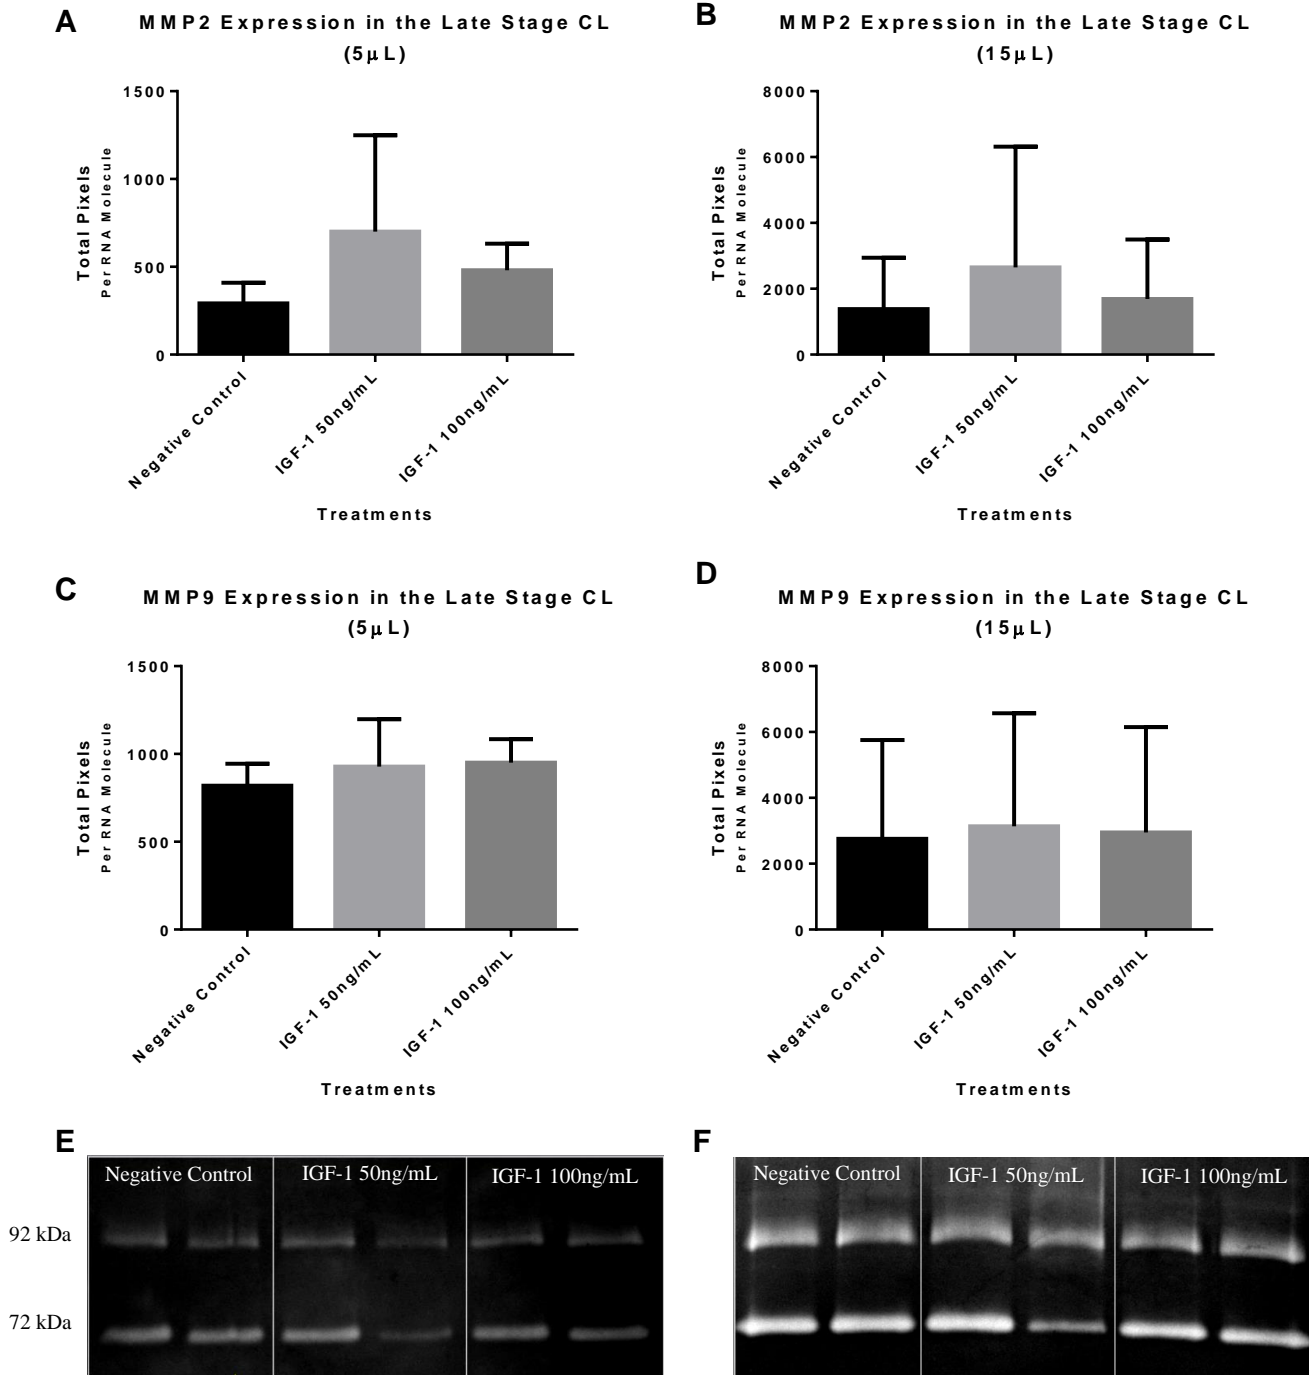 A
MMP2 Expression in the Late Stage CL
(5µL)
1500
1000
500
0
Total Pixels
Per RNA Molecule
Negative Control
IGF-1 50ng/mL
IGF-1 100ng/mL
Treatments
B
MMP2 Expression in the Late Stage CL
(15µL)
8000
6000
4000
2000
0
Total Pixels
Per RNA Molecule
Negative Control
IGF-1 50ng/mL
IGF-1 100ng/mL
Treatments
C
MMP9 Expression in the Late Stage CL
(5µL)
1500
1000
500
0
Total Pixels
Per RNA Molecule
Negative Control
IGF-1 50ng/mL
IGF-1 100ng/mL
Treatments
D
MMP9 Expression in the Late Stage CL
(15µL)
8000
6000
4000
2000
0
Total Pixels
Per RNA Molecule
Negative Control
IGF-1 50ng/mL
IGF-1 100ng/mL
Treatments
E
Negative Control
IGF-1 50ng/mL
IGF-1 100ng/mL
92 kDa
72 kDa
F
Negative Control
IGF-1 50ng/mL
IGF-1 100ng/mL